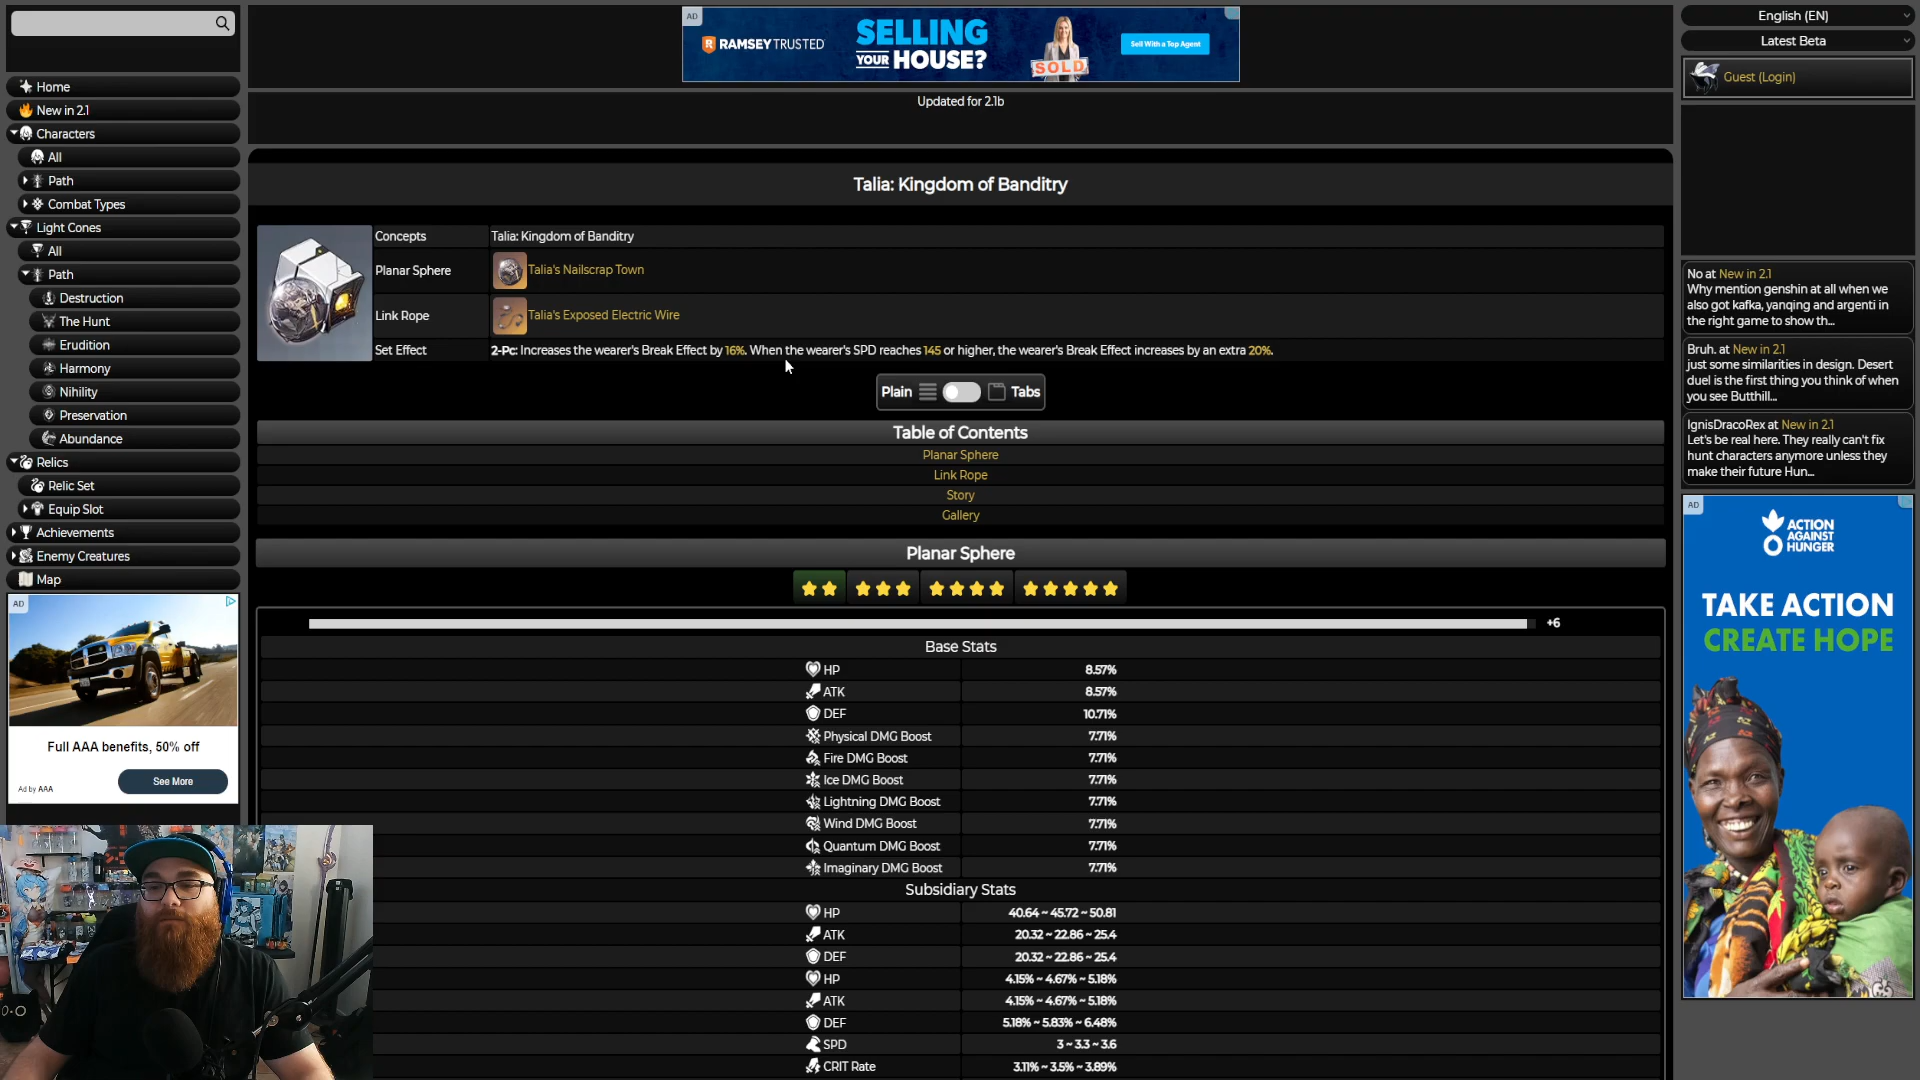 AD
RAMSEY TRUSTED
SELLING
YOUR HOUSE?
SOLD
Sell With a Top Agent
English (EN)
Latest Beta
Guest (Login)
Updated for 2.1b
Home
New in 2.1
Characters
All
Path
Combat Types
Light Cones
All
Path
Destruction
The Hunt
Erudition
Harmony
Nihility
Preservation
Abundance
Relics
Relic Set
Equip Slot
Achievements
Enemy Creatures
Map
AD
Full AAA benefits, 50% off
Ad by AAA
See More
Talia: Kingdom of Banditry
Concepts Talia: Kingdom of Banditry
Planar Sphere Talia's Nailscrap Town
Link Rope Talia's Exposed Electric Wire
Set Effect 2-Pc: Increases the wearer's Break Effect by 16%. When the wearer's SPD reaches 145 or higher, the wearer's Break Effect increases by an extra 20%.
Plain Tabs
Table of Contents
Planar Sphere
Link Rope
Story
Gallery
Planar Sphere
+6
Base Stats
HP 8.57%
ATK 8.57%
DEF 10.71%
Physical DMG Boost 7.71%
Fire DMG Boost 7.71%
Ice DMG Boost 7.71%
Lightning DMG Boost 7.71%
Wind DMG Boost 7.71%
Quantum DMG Boost 7.71%
Imaginary DMG Boost 7.71%
Subsidiary Stats
HP 40.64 ~ 45.72 ~ 50.81
ATK 20.32 ~ 22.86 ~ 25.4
DEF 20.32 ~ 22.86 ~ 25.4
HP 4.15% ~ 4.67% ~ 5.18%
ATK 4.15% ~ 4.67% ~ 5.18%
DEF 5.18% ~ 5.83% ~ 6.48%
SPD 3 ~ 3.3 ~ 3.6
CRIT Rate 3.11% ~ 3.5% ~ 3.89%
No at New in 2.1
Why mention genshin at all when we
also got kafka, yanqing and argenti in
the right game to show th...
Bruh. at New in 2.1
just some similarities in design. Desert
duel is the first thing you think of when
you see Butthill...
IgnisDracoRex at New in 2.1
Let's be real here. They really can't fix
hunt characters anymore unless they
make their future Hun...
AD
ACTION
AGAINST
HUNGER
TAKE ACTION
CREATE HOPE